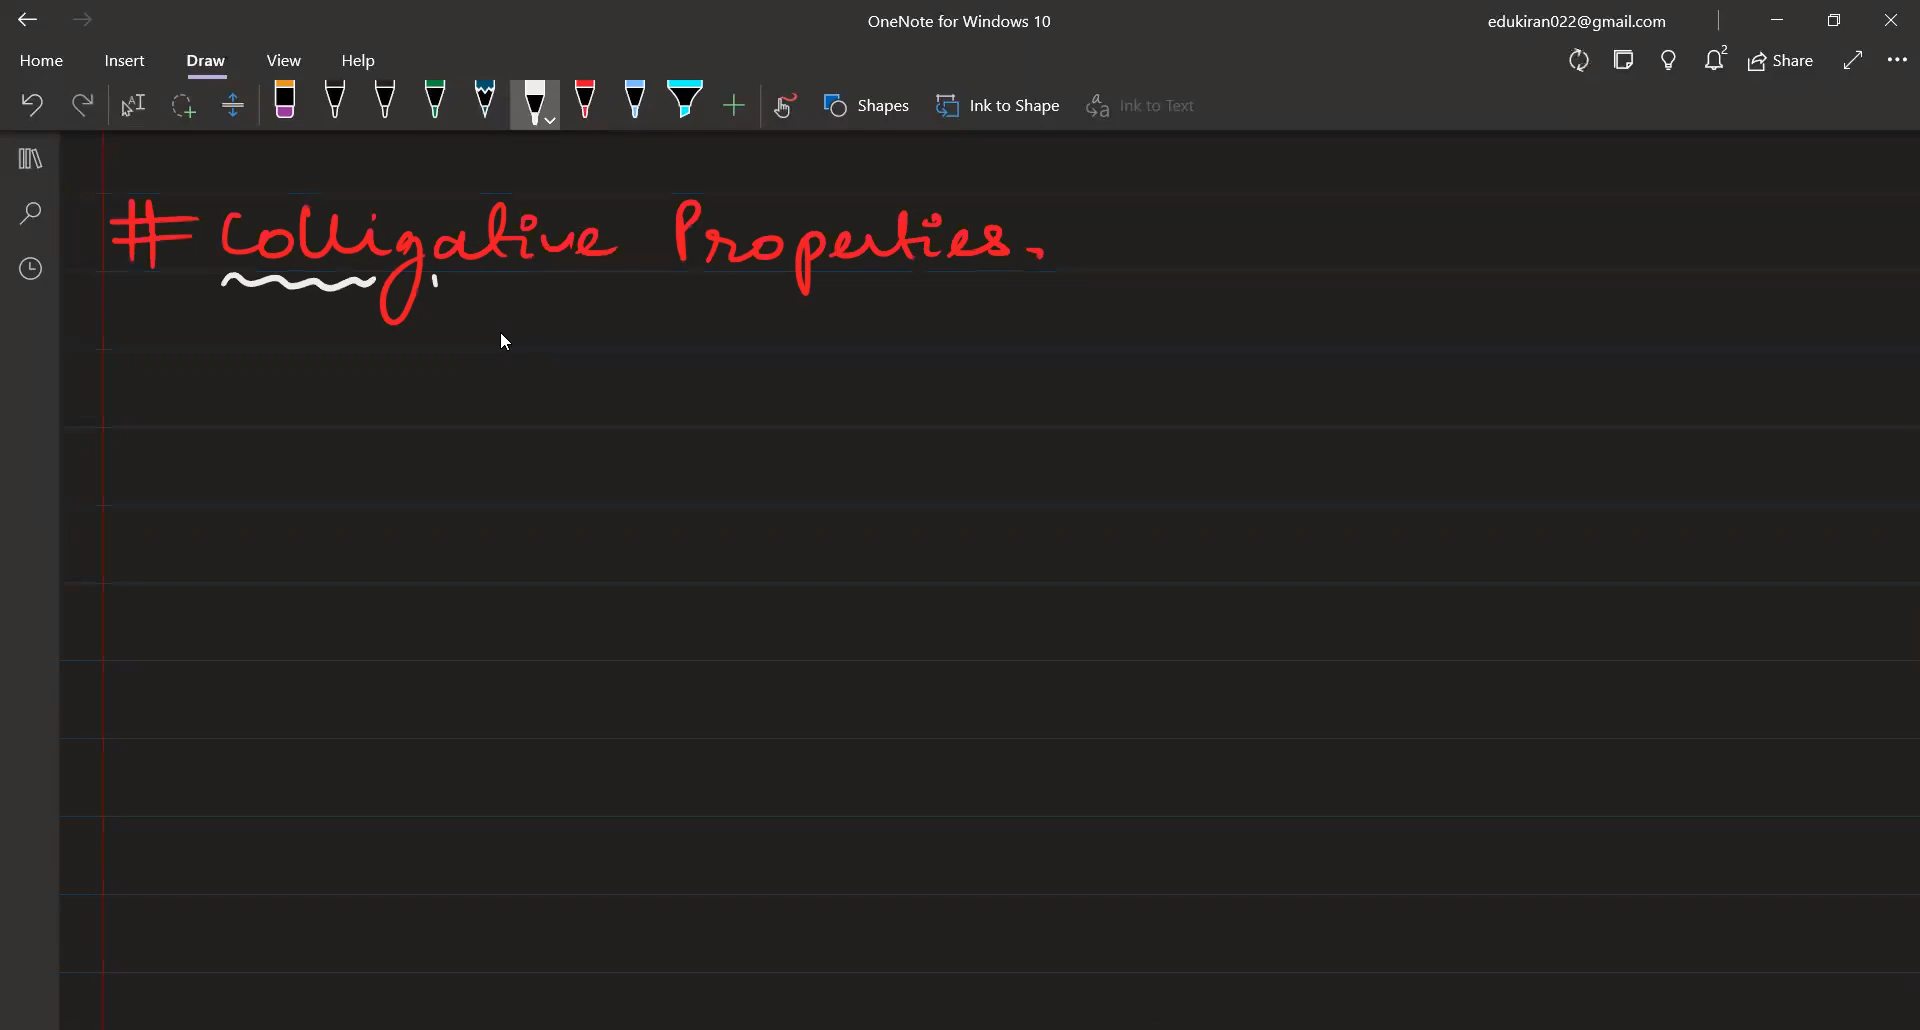 OneNote for Windows 10
edukiran022@gmail.com
Home Insert Draw View Help
2
Share
Shapes
Ink to Shape
Ink to Text
# Colligative Properties.